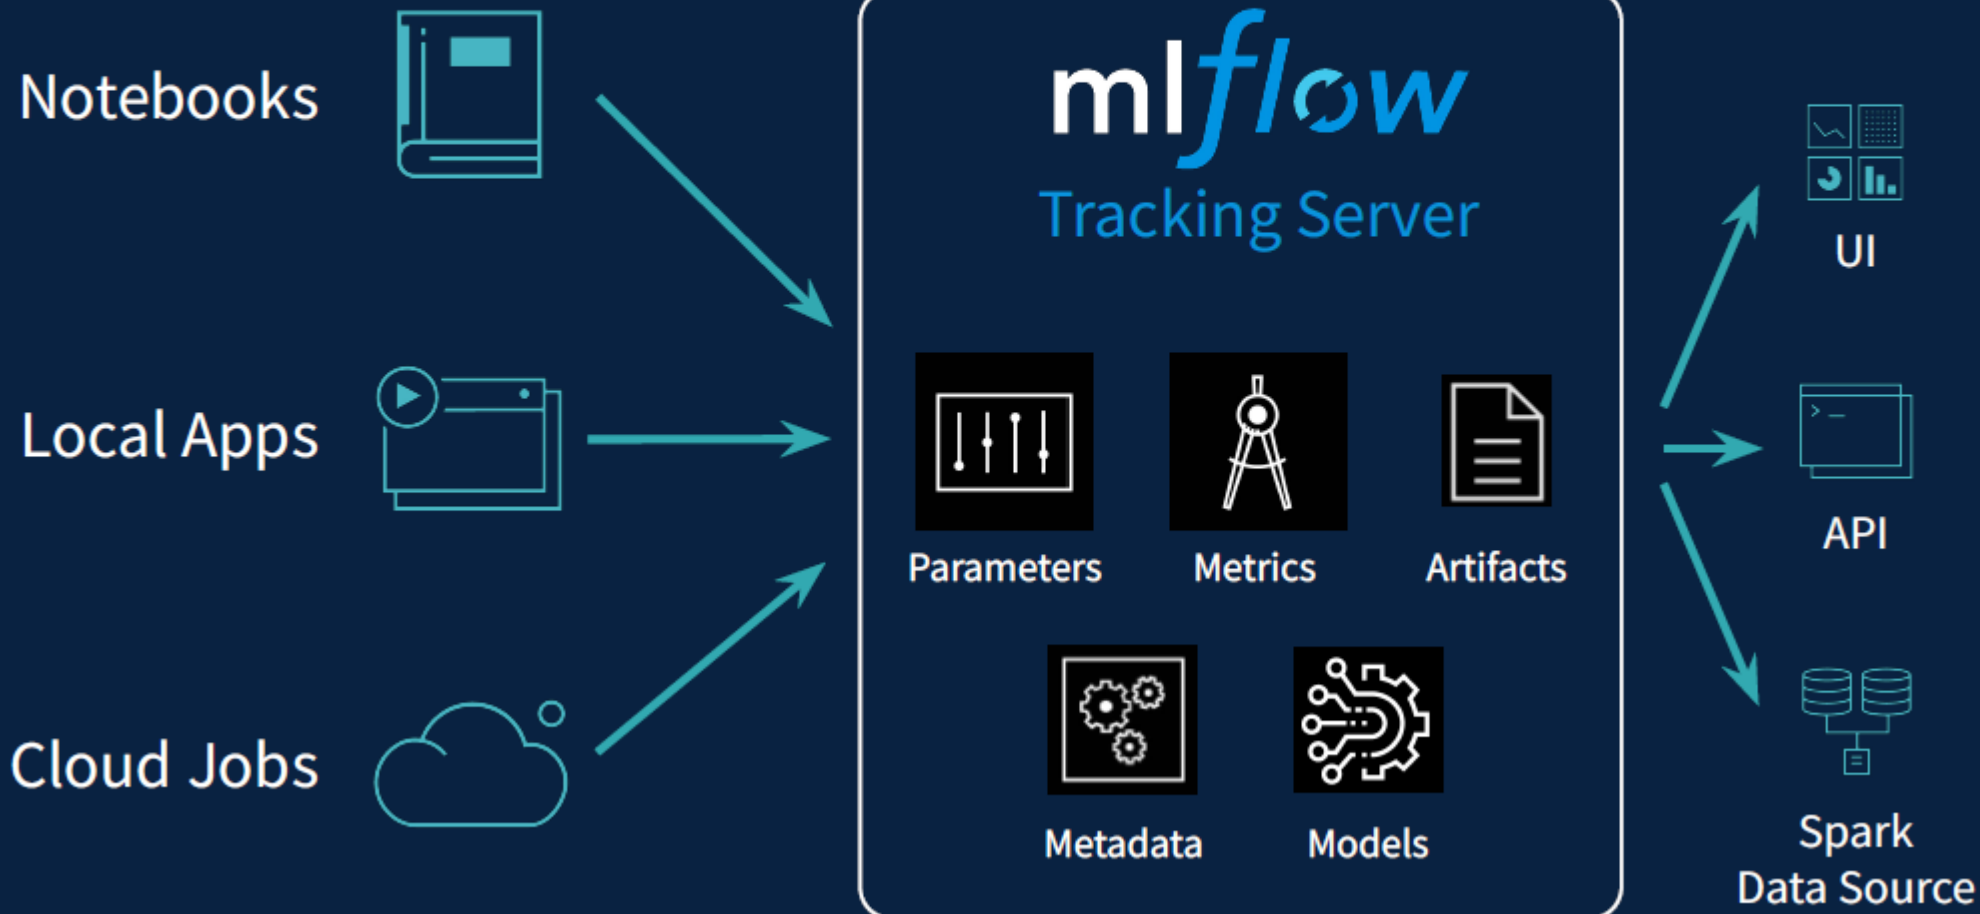 Notebooks
Local Apps
Cloud Jobs
mlflow
Tracking Server
Parameters
Metrics
Artifacts
Metadata
Models
UI
API
Spark
Data Source